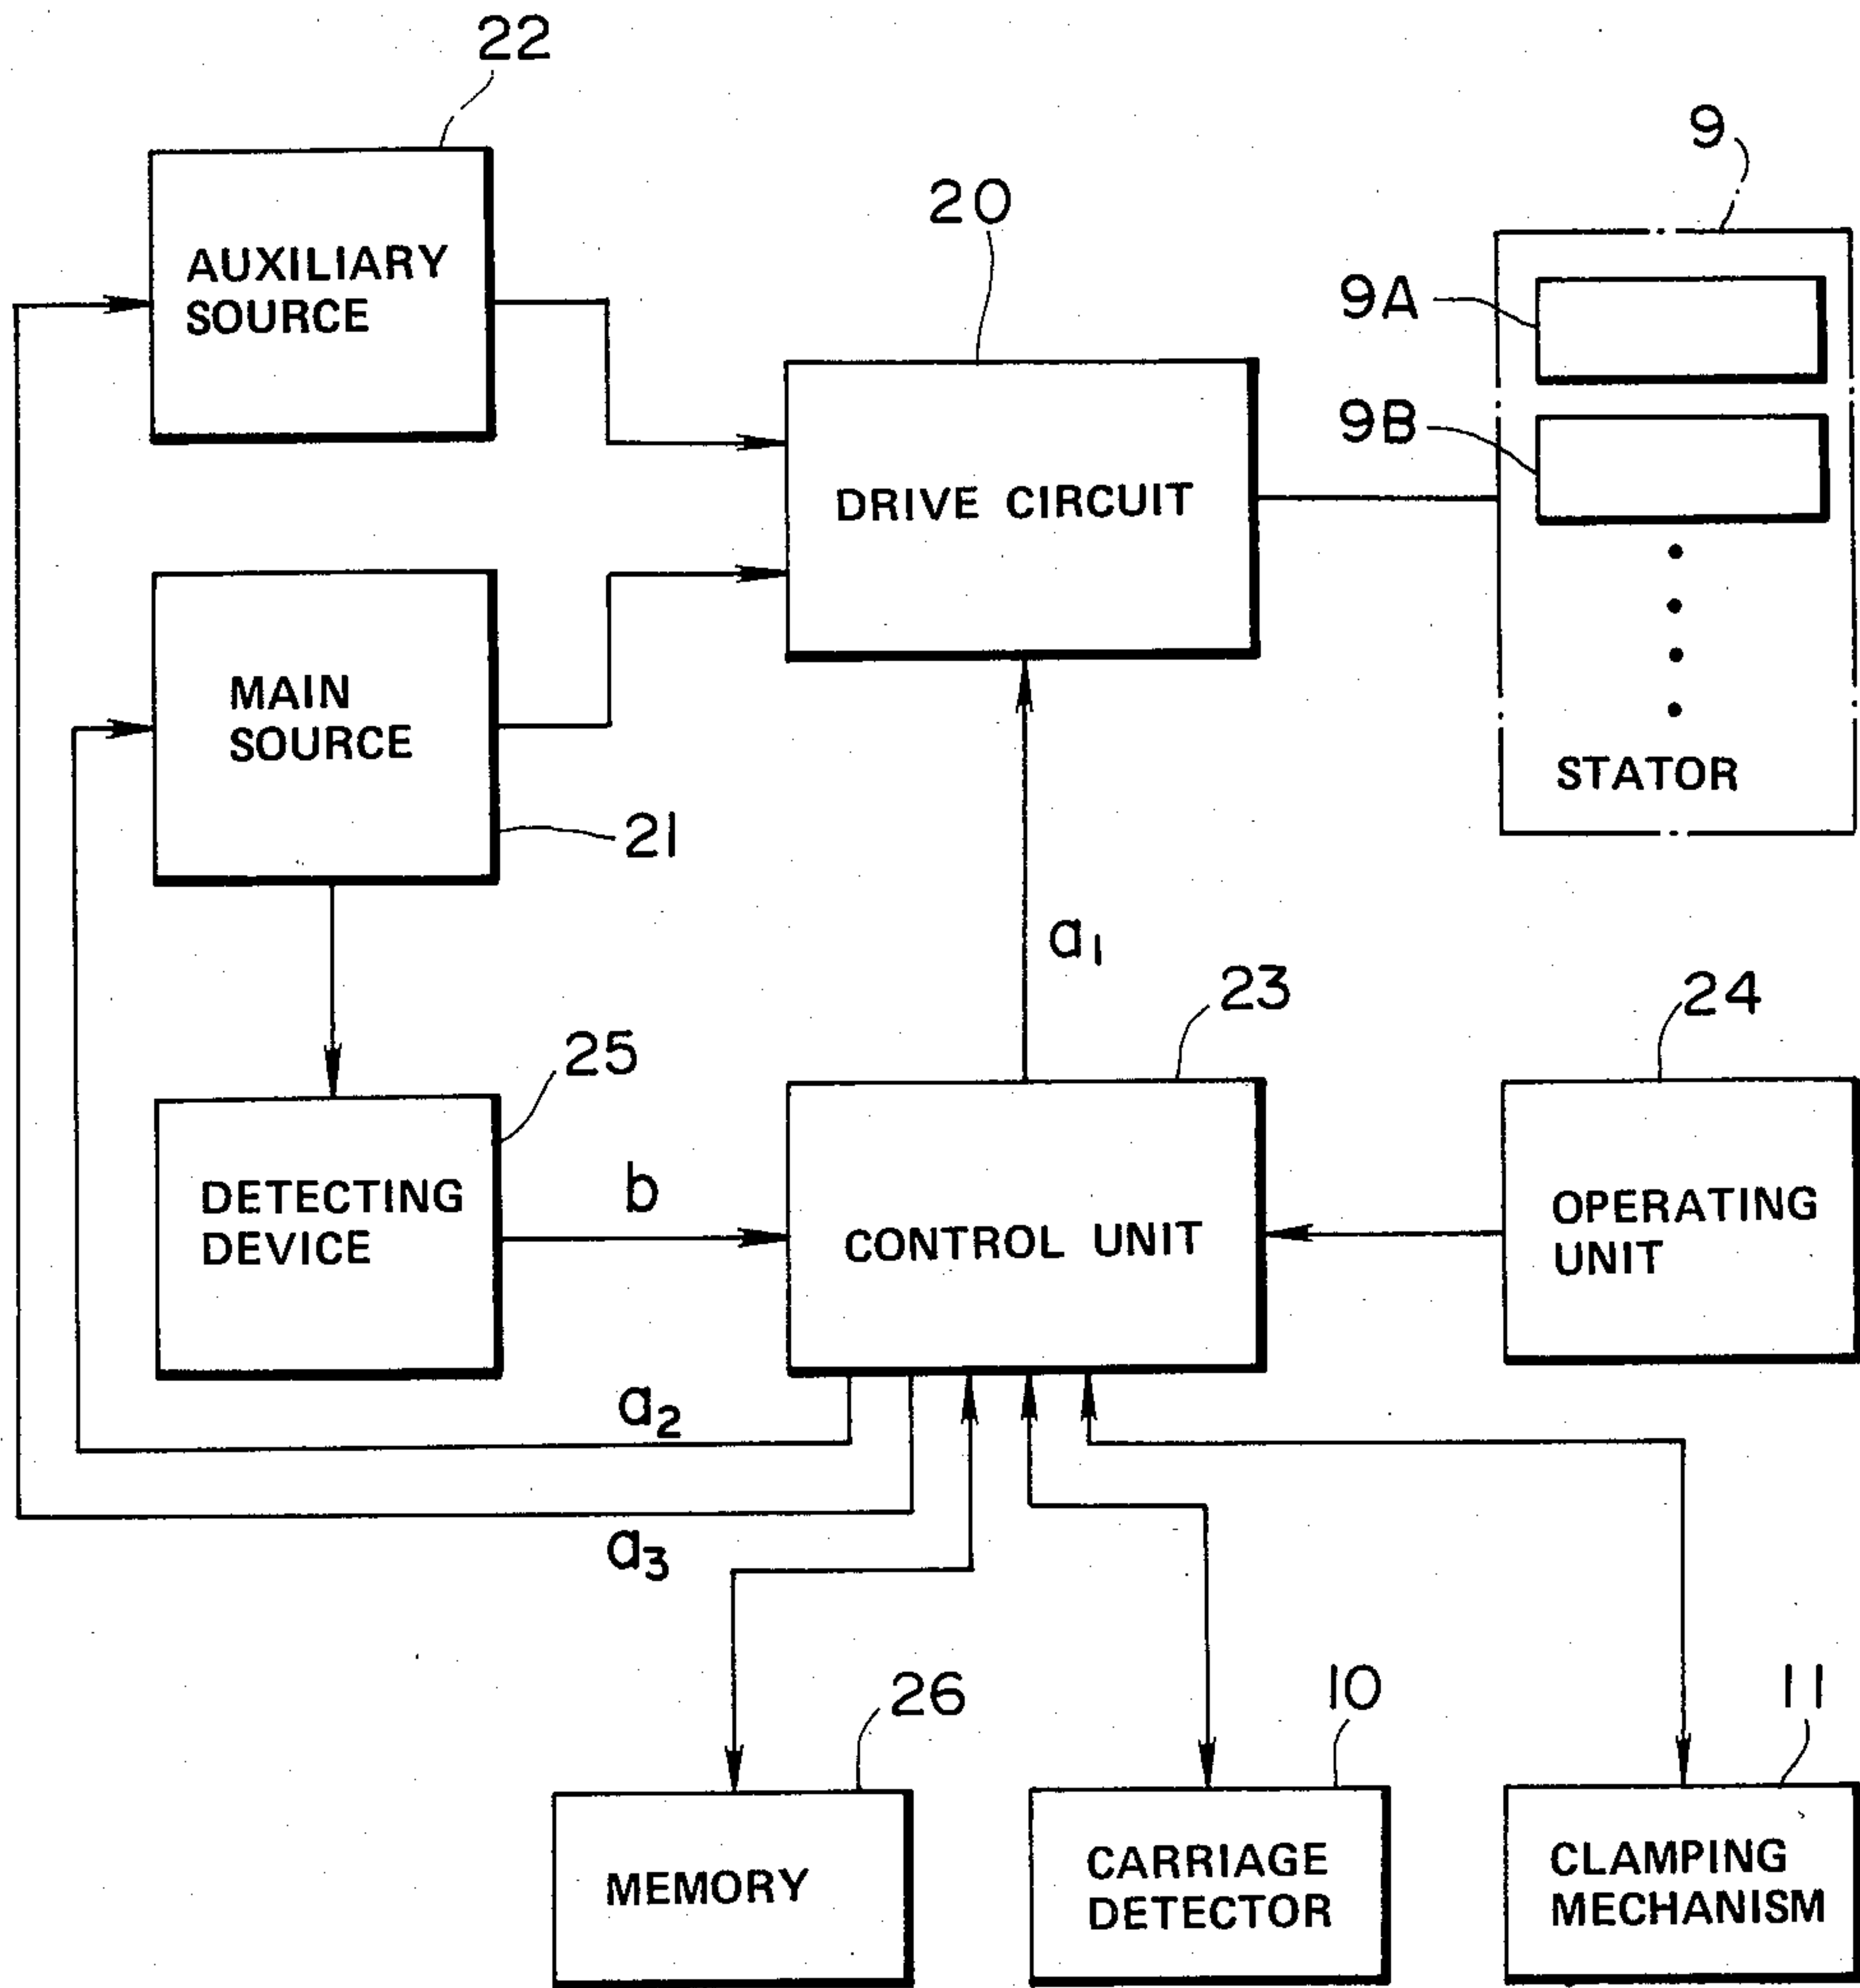 22
9
20
AUXILIARY
SOURCE
9A
9B
DRIVE CIRCUIT
MAIN
SOURCE
STATOR
21
a1
23
24
25
b
DETECTING
DEVICE
CONTROL UNIT
OPERATING
UNIT
a2
a3
26
10
11
MEMORY
CARRIAGE
DETECTOR
CLAMPING
MECHANISM